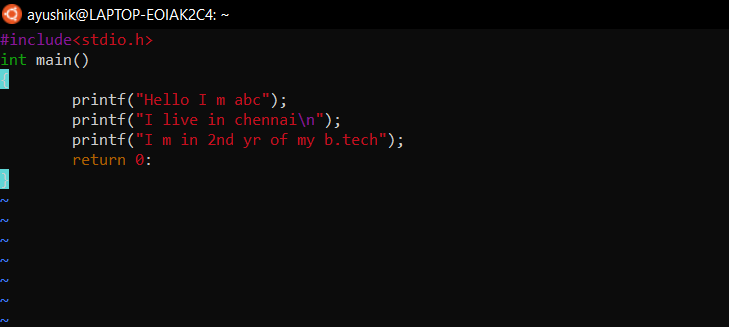 ayushik@LAPTOP-EOIAK2C4: ~
#include<stdio.h>
int main()
{
        printf("Hello I m abc");
        printf("I live in chennai\n");
        printf("I m in 2nd yr of my b.tech");
        return 0:
}
~
~
~
~
~
~
~